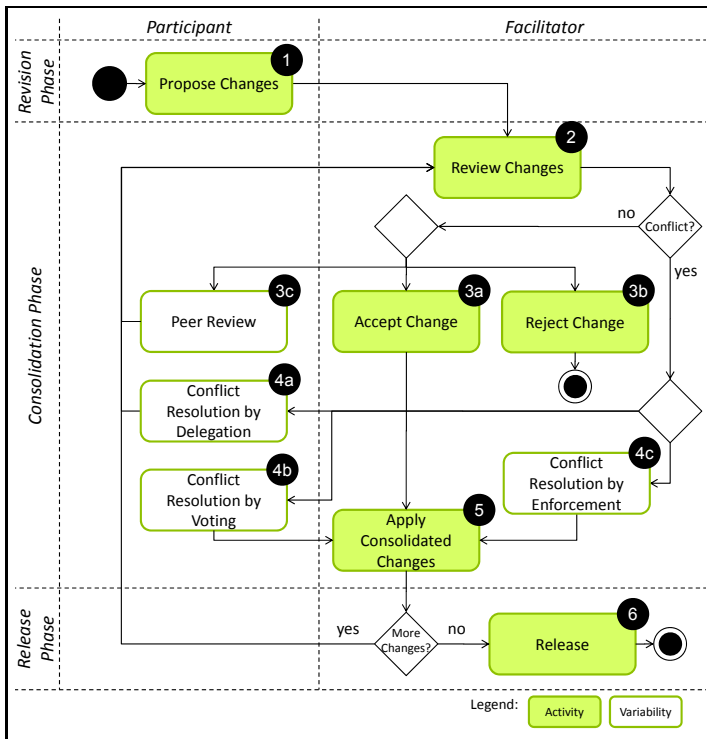 Participant
Facilitator
Revision
Phase
1
Propose Changes
Consolidation Phase
2
Review Changes
no
Conflict?
yes
3c
Peer Review
3a
Accept Change
3b
Reject Change
4a
Conflict
Resolution by
Delegation
4b
Conflict
Resolution by
Voting
4c
Conflict
Resolution by
Enforcement
5
Apply
Consolidated
Changes
Release
Phase
yes
More
Changes?
no
6
Release
Legend:
Activity
Variability